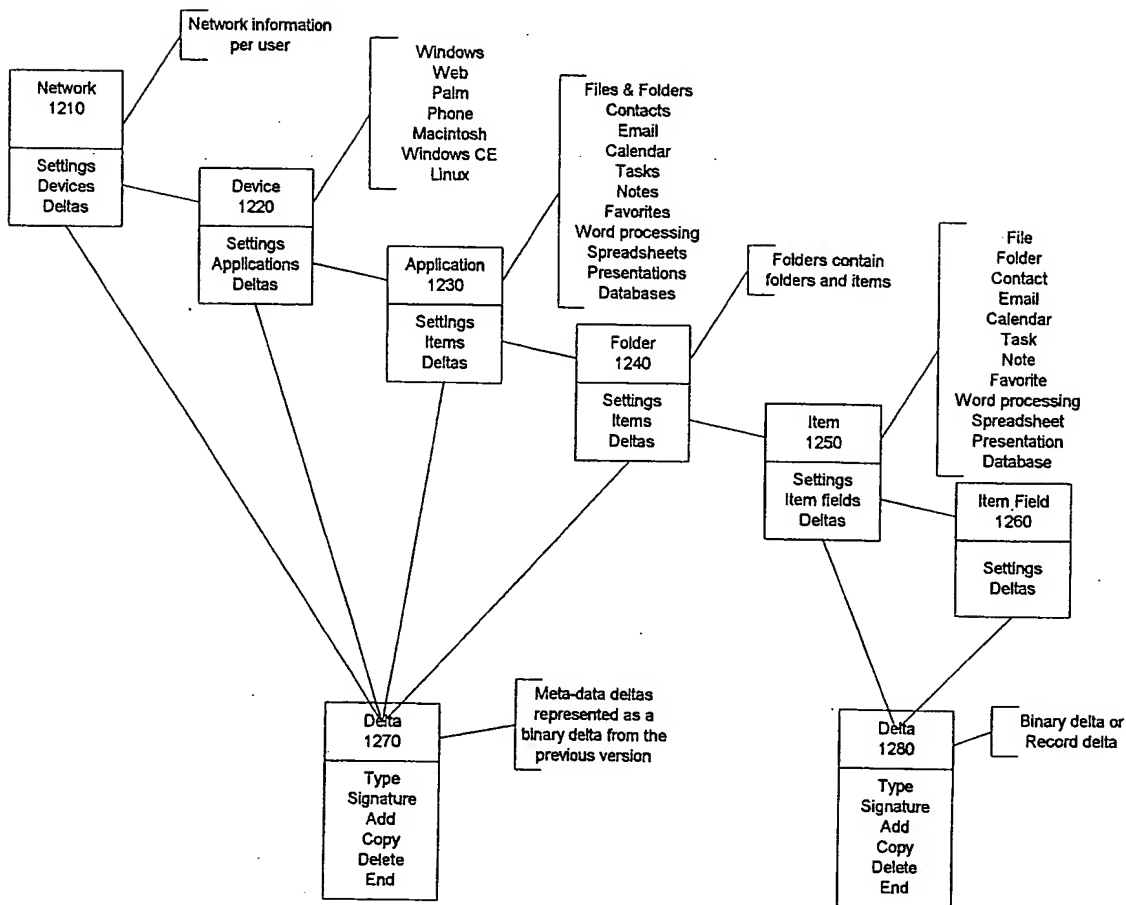 Network information
per user
Network
1210
Settings
Devices
Deltas
Windows
Web
Palm
Phone
Macintosh
Windows CE
Linux
Device
1220
Settings
Applications
Deltas
Files & Folders
Contacts
Email
Calendar
Tasks
Notes
Favorites
Word processing
Spreadsheets
Presentations
Databases
Application
1230
Settings
Items
Deltas
Folders contain
folders and items
Folder
1240
Settings
Items
Deltas
File
Folder
Contact
Email
Calendar
Task
Note
Favorite
Word processing
Spreadsheet
Presentation
Database
Item
1250
Settings
Item fields
Deltas
Item Field
1260
Settings
Deltas
Delta
1270
Type
Signature
Add
Copy
Delete
End
Meta-data deltas
represented as a
binary delta from the
previous version
Delta
1280
Type
Signature
Add
Copy
Delete
End
Binary delta or
Record delta